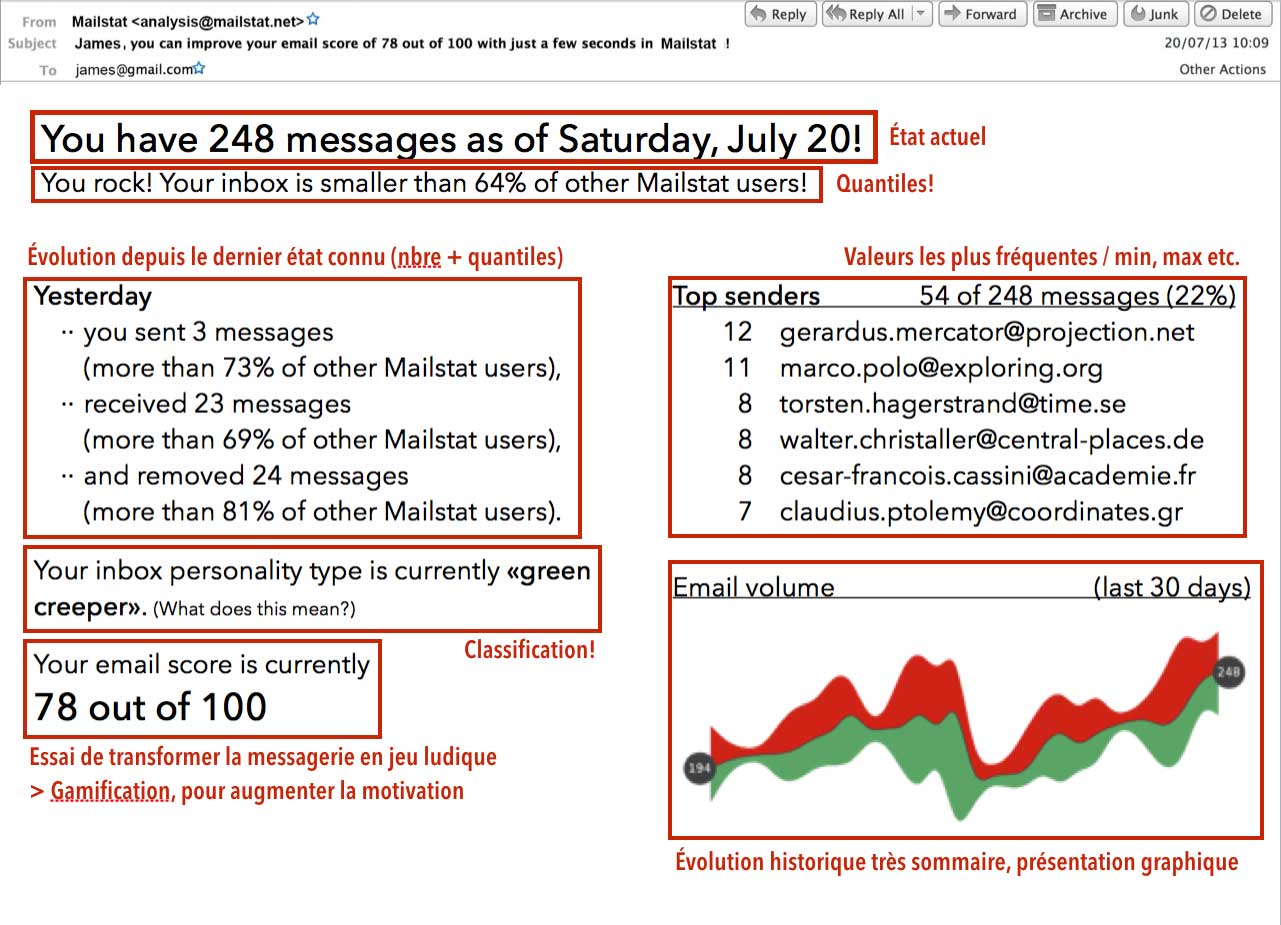 From Mailstat <analysis@mailstat.net>
Reply Reply All Forward Archive Junk Delete
Subject James, you can improve your email score of 78 out of 100 with just a few seconds in Mailstat !
20/07/13 10:09
To james@gmail.com
Other Actions
You have 248 messages as of Saturday, July 20!
État actuel
You rock! Your inbox is smaller than 64% of other Mailstat users!
Quantiles!
Évolution depuis le dernier état connu (nbre + quantiles)
Yesterday
·· you sent 3 messages
(more than 73% of other Mailstat users),
·· received 23 messages
(more than 69% of other Mailstat users),
·· and removed 24 messages
(more than 81% of other Mailstat users).
Your inbox personality type is currently «green
creeper». (What does this mean?)
Classification!
Your email score is currently
78 out of 100
Essai de transformer la messagerie en jeu ludique
> Gamification, pour augmenter la motivation
Valeurs les plus fréquentes / min, max etc.
Top senders 54 of 248 messages (22%)
12 gerardus.mercator@projection.net
11 marco.polo@exploring.org
8 torsten.hagerstrand@time.se
8 walter.christaller@central-places.de
8 cesar-francois.cassini@academie.fr
7 claudius.ptolemy@coordinates.gr
Email volume (last 30 days)
248
194
Évolution historique très sommaire, présentation graphique